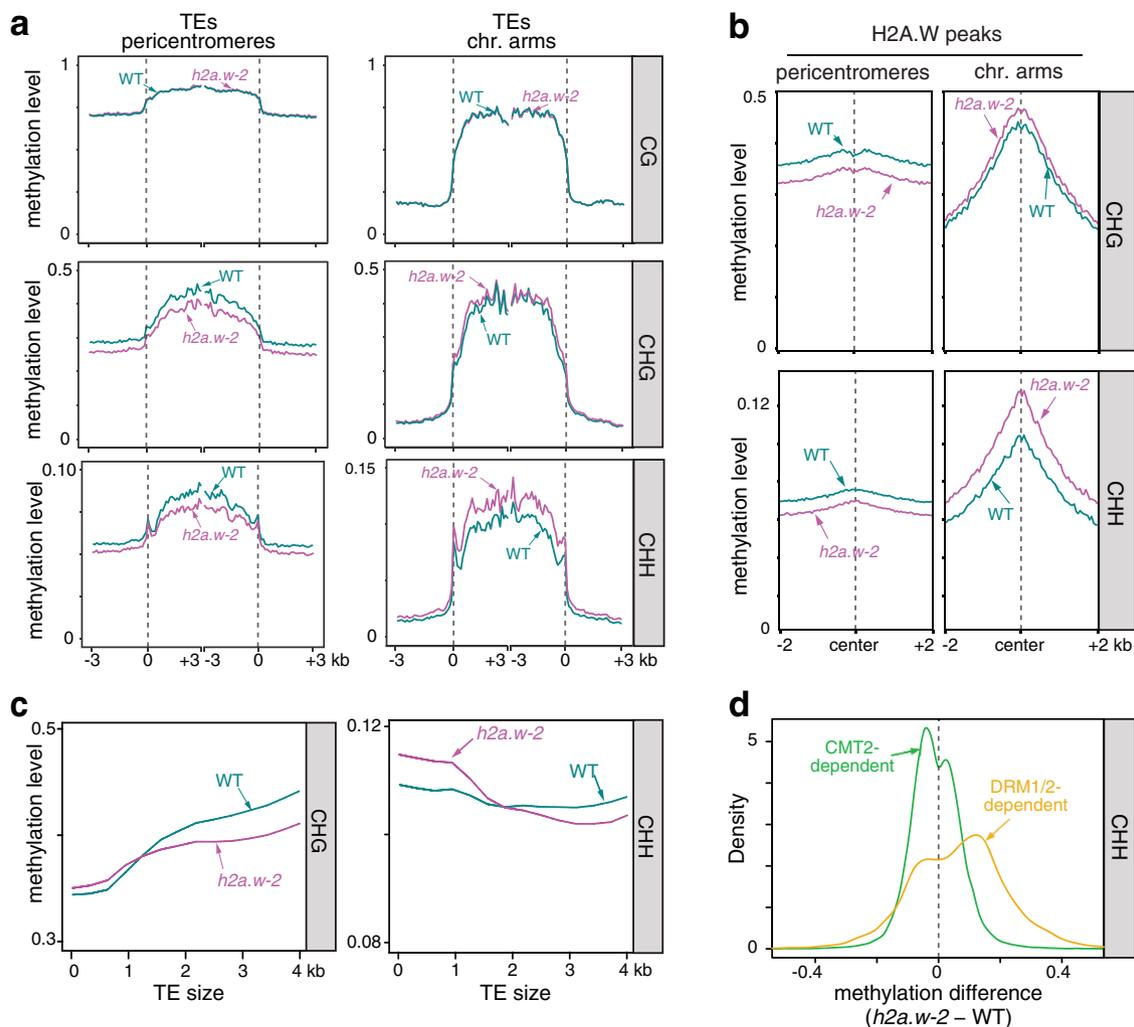 a
TEs
pericentromeres
TEs
chr. arms
methylation level
1
0
WT
h2a.w-2
1
0
WT
h2a.w-2
CG
methylation level
0.5
0
WT
h2a.w-2
0.5
0
h2a.w-2
WT
CHG
methylation level
0.10
0
WT
h2a.w-2
0.15
0
h2a.w-2
WT
CHH
-3 0 +3 -3 0 +3 kb
-3 0 +3 -3 0 +3 kb
b
H2A.W peaks
pericentromeres chr. arms
methylation level
0.5
0
WT
h2a.w-2
h2a.w-2
WT
CHG
methylation level
0.12
0
WT
h2a.w-2
h2a.w-2
WT
CHH
-2 center +2
-2 center +2 kb
c
methylation level
0.5
0.3
WT
h2a.w-2
CHG
0 1 2 3 4 kb
TE size
0.12
0.08
h2a.w-2
WT
CHH
0 1 2 3 4 kb
TE size
d
Density
5
0
CMT2-
dependent
DRM1/2-
dependent
CHH
-0.4 0 0.4
methylation difference
(h2a.w-2 – WT)